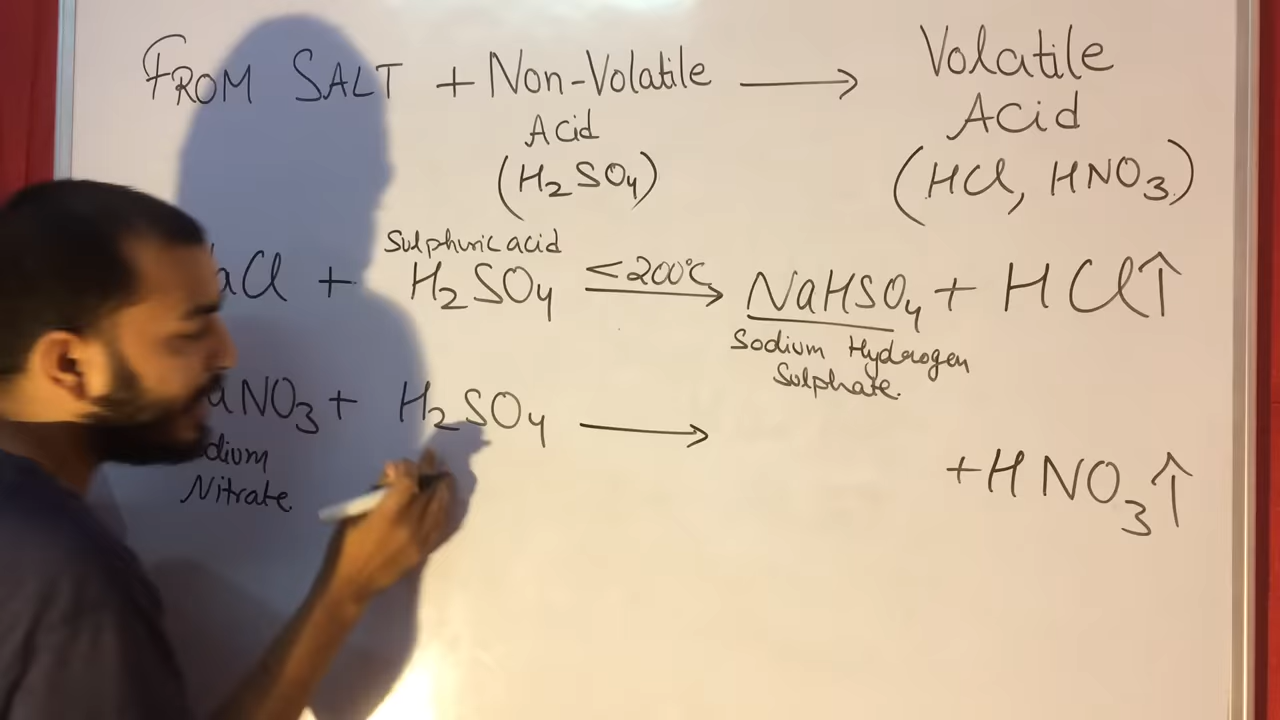 FROM SALT + Non-Volatile ⟶ Volatile
Acid Acid
(H₂SO₄) (HCl, HNO₃)
Sulphuric acid
aCl + H₂SO₄ <200°C ⟶ NaHSO₄ + HCl↑
Sodium Hydrogen
Sulphate.
aNO₃ + H₂SO₄ ⟶ + HNO₃↑
dium
Nitrate.